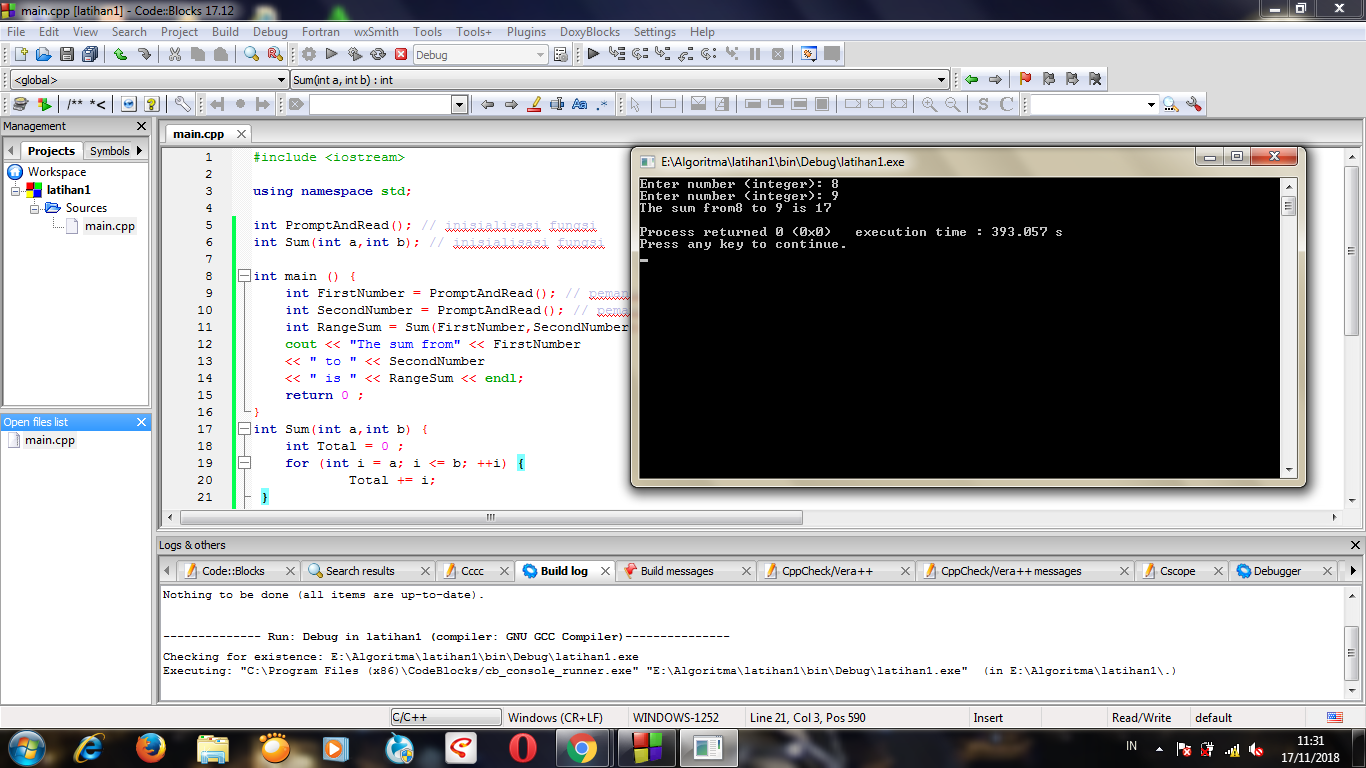 main.cpp [latihan1] - Code::Blocks 17.12
File Edit View Search Project Build Debug Fortran wxSmith Tools Tools+ Plugins DoxyBlocks Settings Help
Debug
<global> Sum(int a, int b) : int
/** *<
S C
Management
Projects Symbols
Workspace
latihan1
Sources
main.cpp
Open files list
main.cpp
main.cpp
1 #include <iostream>
2
3 using namespace std;
4
5 int PromptAndRead(); // inisialisasi fungsi
6 int Sum(int a,int b); // inisialisasi fungsi
7
8 int main () {
9 int FirstNumber = PromptAndRead(); // peman
10 int SecondNumber = PromptAndRead(); // pema
11 int RangeSum = Sum(FirstNumber,SecondNumber
12 cout << "The sum from" << FirstNumber
13 << " to " << SecondNumber
14 << " is " << RangeSum << endl;
15 return 0 ;
16 }
17 int Sum(int a,int b) {
18 int Total = 0 ;
19 for (int i = a; i <= b; ++i) {
20 Total += i;
21 }
E:\Algoritma\latihan1\bin\Debug\latihan1.exe
Enter number (integer): 8
Enter number (integer): 9
The sum from8 to 9 is 17
Process returned 0 (0x0) execution time : 393.057 s
Press any key to continue.
Logs & others
Code::Blocks Search results Cccc Build log Build messages CppCheck/Vera++ CppCheck/Vera++ messages Cscope Debugger
Nothing to be done (all items are up-to-date).
-------------- Run: Debug in latihan1 (compiler: GNU GCC Compiler)---------------
Checking for existence: E:\Algoritma\latihan1\bin\Debug\latihan1.exe
Executing: "C:\Program Files (x86)\CodeBlocks/cb_console_runner.exe" "E:\Algoritma\latihan1\bin\Debug\latihan1.exe" (in E:\Algoritma\latihan1\.)
C/C++ Windows (CR+LF) WINDOWS-1252 Line 21, Col 3, Pos 590 Insert Read/Write default
IN
11:31
17/11/2018